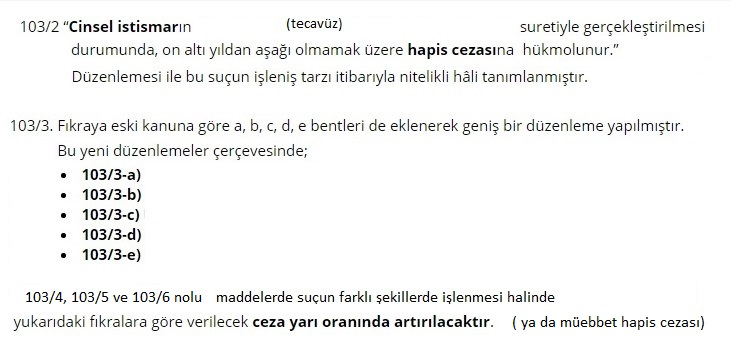 103/2 “Cinsel istismarın (tecavüz) suretiyle gerçekleştirilmesi
durumunda, on altı yıldan aşağı olmamak üzere hapis cezasına hükmolunur.”
Düzenlemesi ile bu suçun işleniş tarzı itibarıyla nitelikli hâli tanımlanmıştır.
103/3. Fıkraya eski kanuna göre a, b, c, d, e bentleri de eklenerek geniş bir düzenleme yapılmıştır.
Bu yeni düzenlemeler çerçevesinde;
• 103/3-a)
• 103/3-b)
• 103/3-c)
• 103/3-d)
• 103/3-e)
103/4, 103/5 ve 103/6 nolu maddelerde suçun farklı şekillerde işlenmesi halinde
yukarıdaki fıkralara göre verilecek ceza yarı oranında artırılacaktır. ( ya da müebbet hapis cezası)